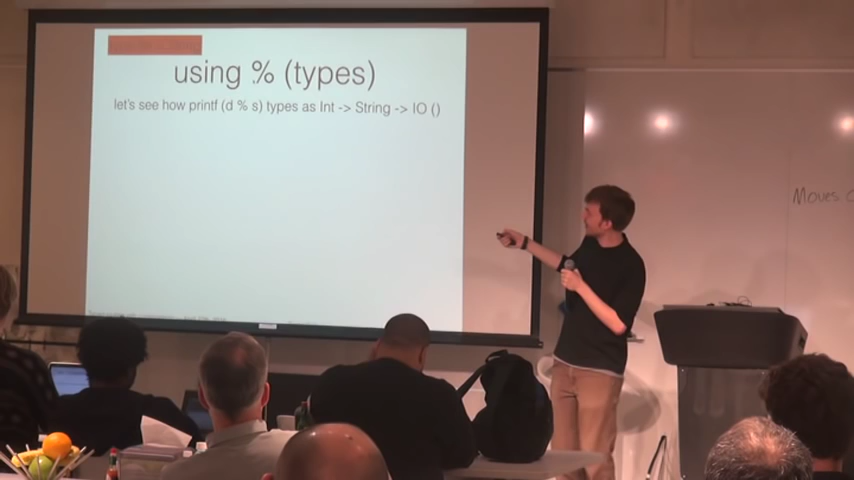 using % (types)
let's see how printf (d % s) types as Int -> String -> IO ()
Moves